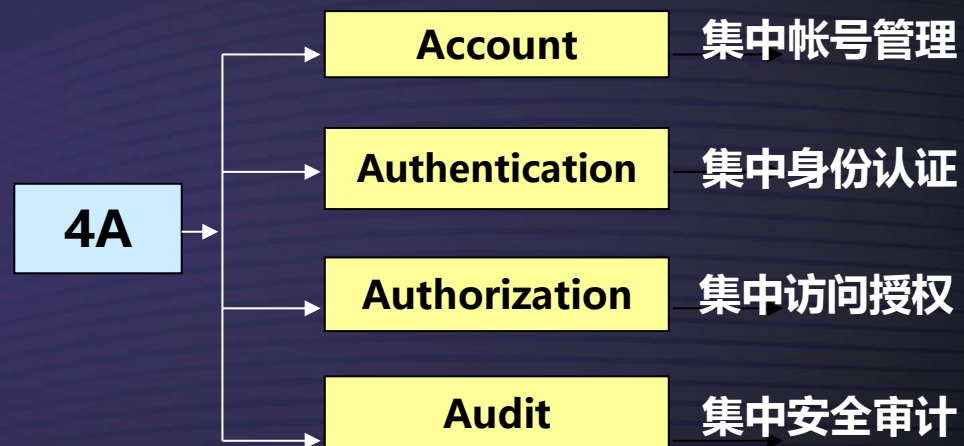 Account 集中帐号管理
Authentication 集中身份认证
4A
Authorization 集中访问授权
Audit 集中安全审计